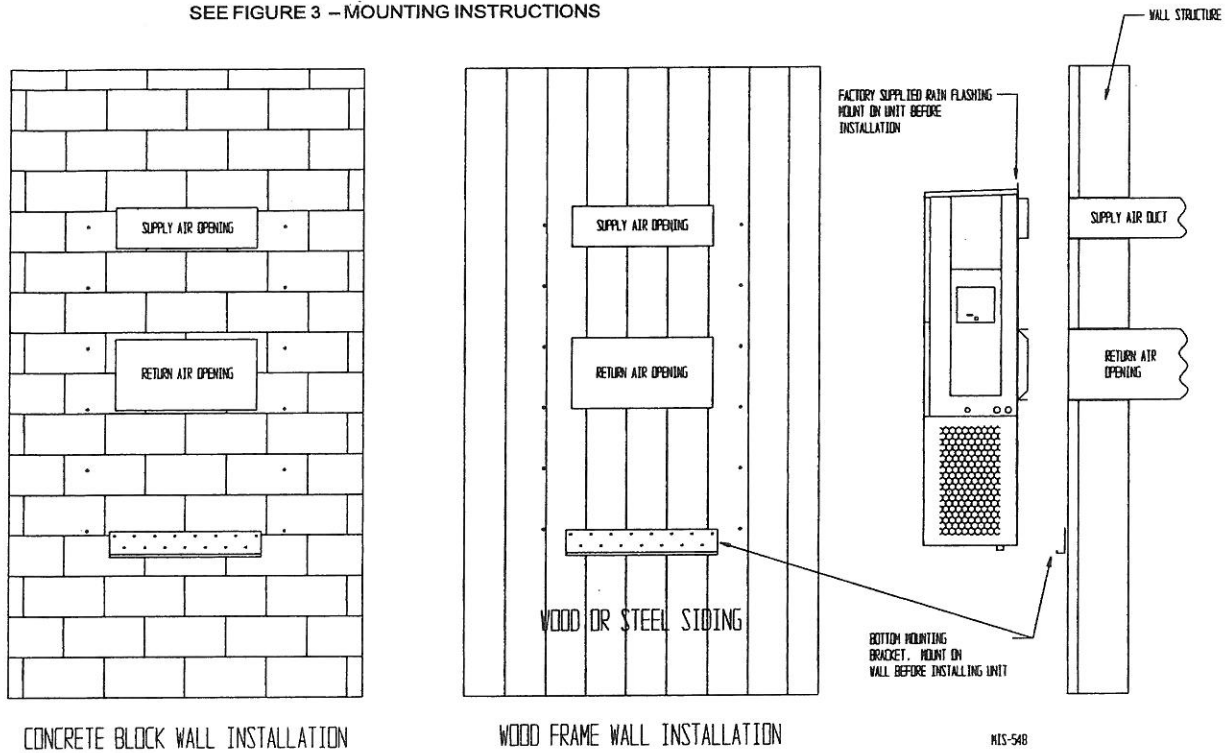 SEE FIGURE 3 – MOUNTING INSTRUCTIONS
WALL STRUCTURE
FACTORY SUPPLIED RAIN FLASHING
MOUNT ON UNIT BEFORE
INSTALLATION
SUPPLY AIR OPENING
SUPPLY AIR OPENING
SUPPLY AIR DUCT
RETURN AIR OPENING
RETURN AIR OPENING
RETURN AIR
OPENING
WOOD OR STEEL SIDING
BOTTOM MOUNTING
BRACKET. MOUNT ON
WALL BEFORE INSTALLING UNIT
CONCRETE BLOCK WALL INSTALLATION
WOOD FRAME WALL INSTALLATION
MIS-548